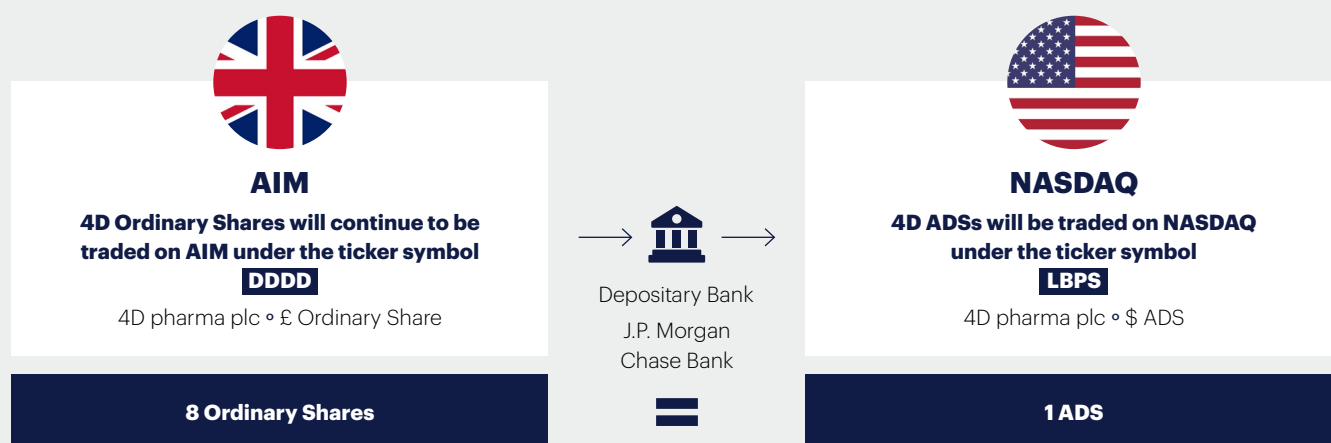 AIM
4D Ordinary Shares will continue to be
traded on AIM under the ticker symbol
DDDD
4D pharma plc ° £ Ordinary Share
8 Ordinary Shares
Depositary Bank
J.P. Morgan
Chase Bank
=
NASDAQ
4D ADSs will be traded on NASDAQ
under the ticker symbol
LBPS
4D pharma plc ° $ ADS
1 ADS